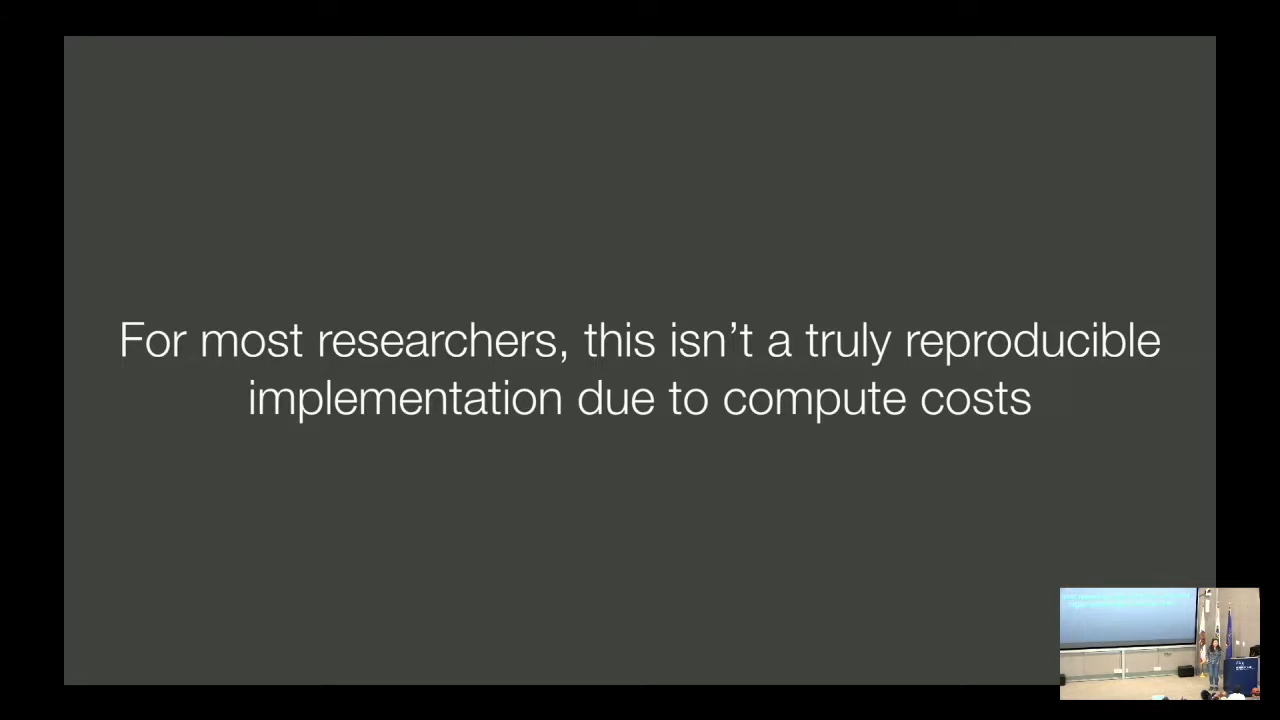 For most researchers, this isn’t a truly reproducible
implementation due to compute costs